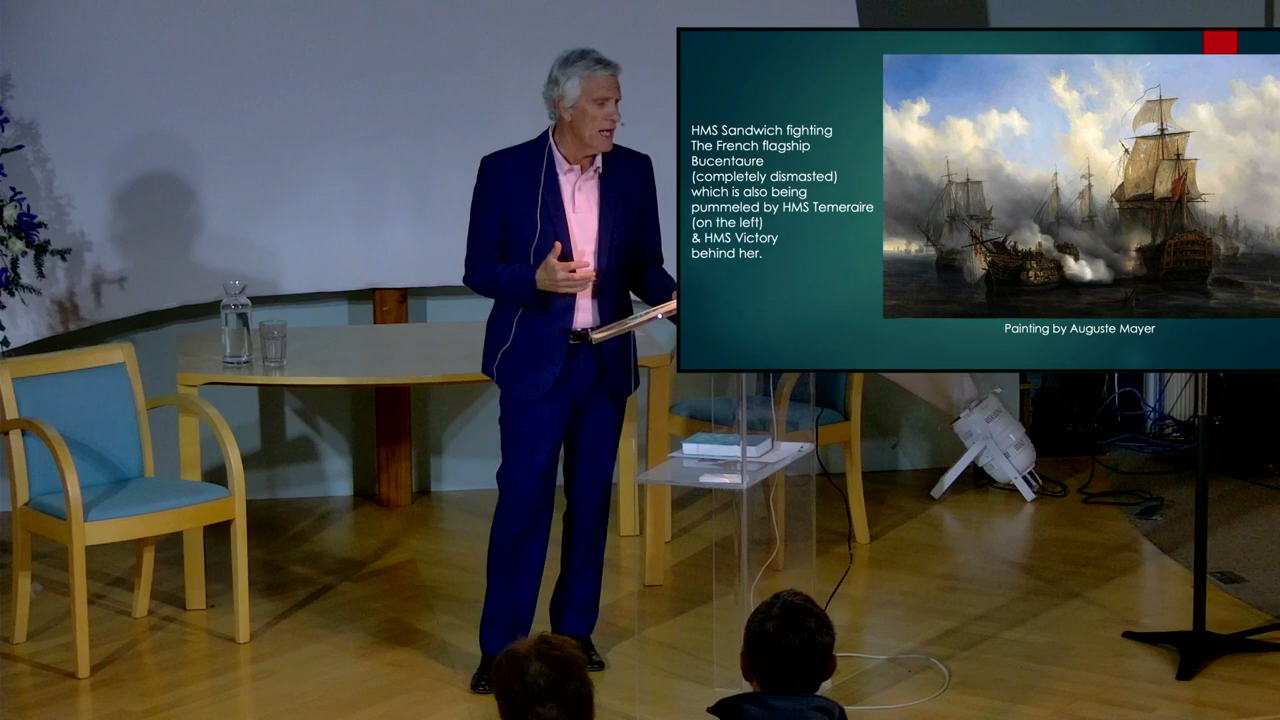 HMS Sandwich fighting
The French flagship
Bucentaure
(completely dismasted)
which is also being
pummeled by HMS Temeraire
(on the left)
& HMS Victory
behind her.
Painting by Auguste Mayer